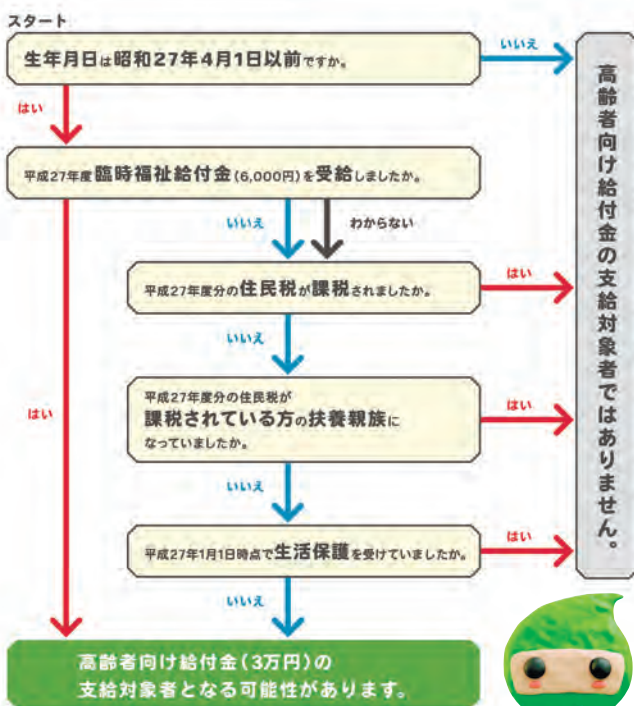 スタート
生年月日は昭和27年4月1日以前ですか。
いいえ
はい
平成27年度臨時福祉給付金(6,000円)を受給しましたか。
いいえ
わからない
平成27年度分の住民税が課税されましたか。
はい
いいえ
平成27年度分の住民税が
課税されている方の扶養親族に
なっていましたか。
はい
はい
いいえ
平成27年1月1日時点で生活保護を受けていましたか。
はい
いいえ
高齢者向け給付金(3万円)の
支給対象者となる可能性があります。
高齢者向け給付金の支給対象者ではありません。